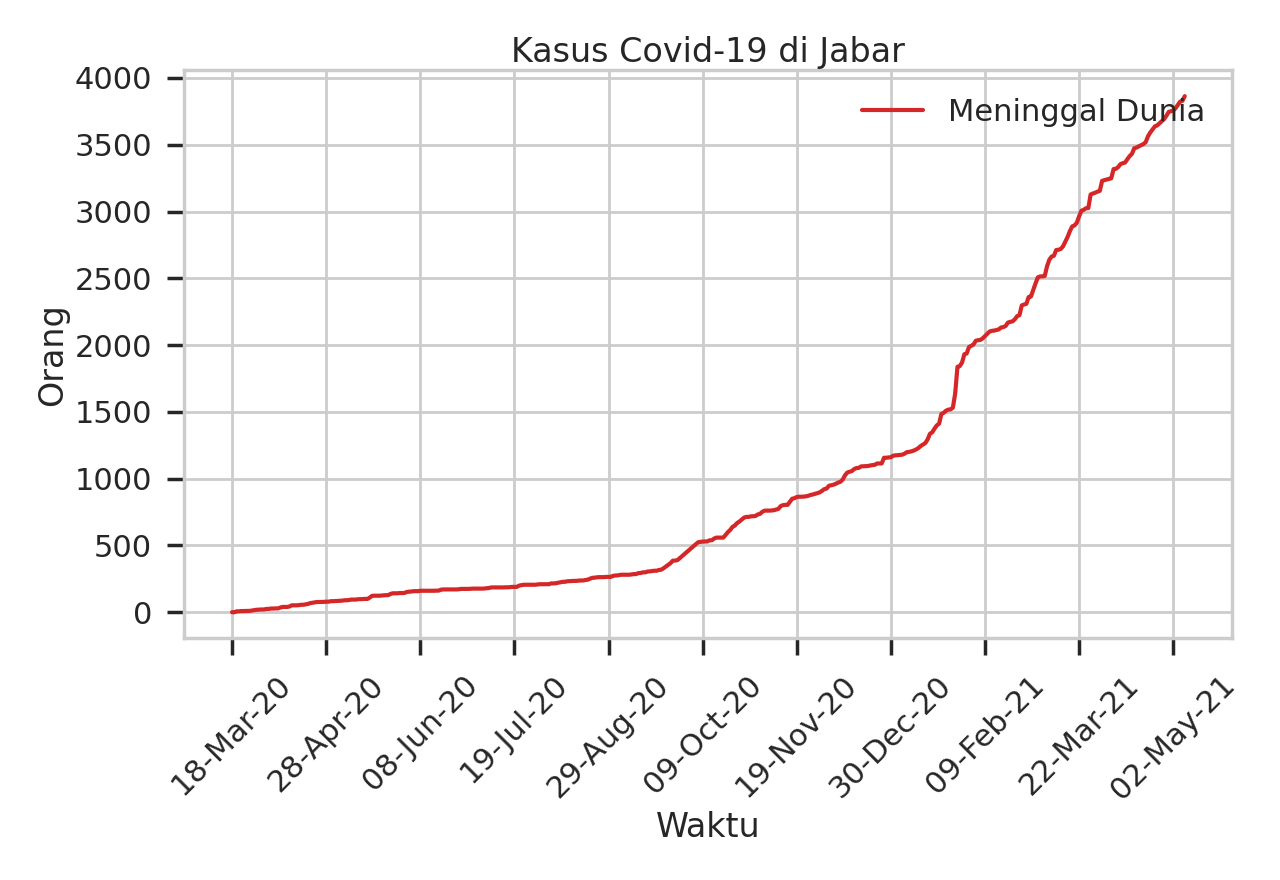 Kasus Covid-19 di Jabar
4000
3500
3000
2500
2000
1500
1000
500
0
Orang
Meninggal Dunia
18-Mar-20
28-Apr-20
08-Jun-20
19-Jul-20
29-Aug-20
09-Oct-20
19-Nov-20
30-Dec-20
09-Feb-21
22-Mar-21
02-May-21
Waktu